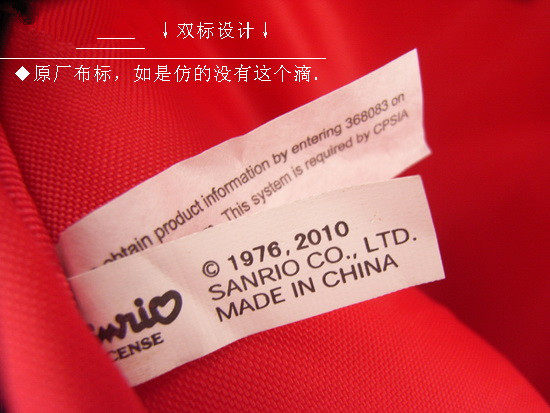 ↓双标设计↓
◆原厂布标，如是仿的没有这个滴.
obtain product information by entering 368083 on
This system is required by CPSIA
© 1976, 2010
SANRIO CO., LTD.
MADE IN CHINA